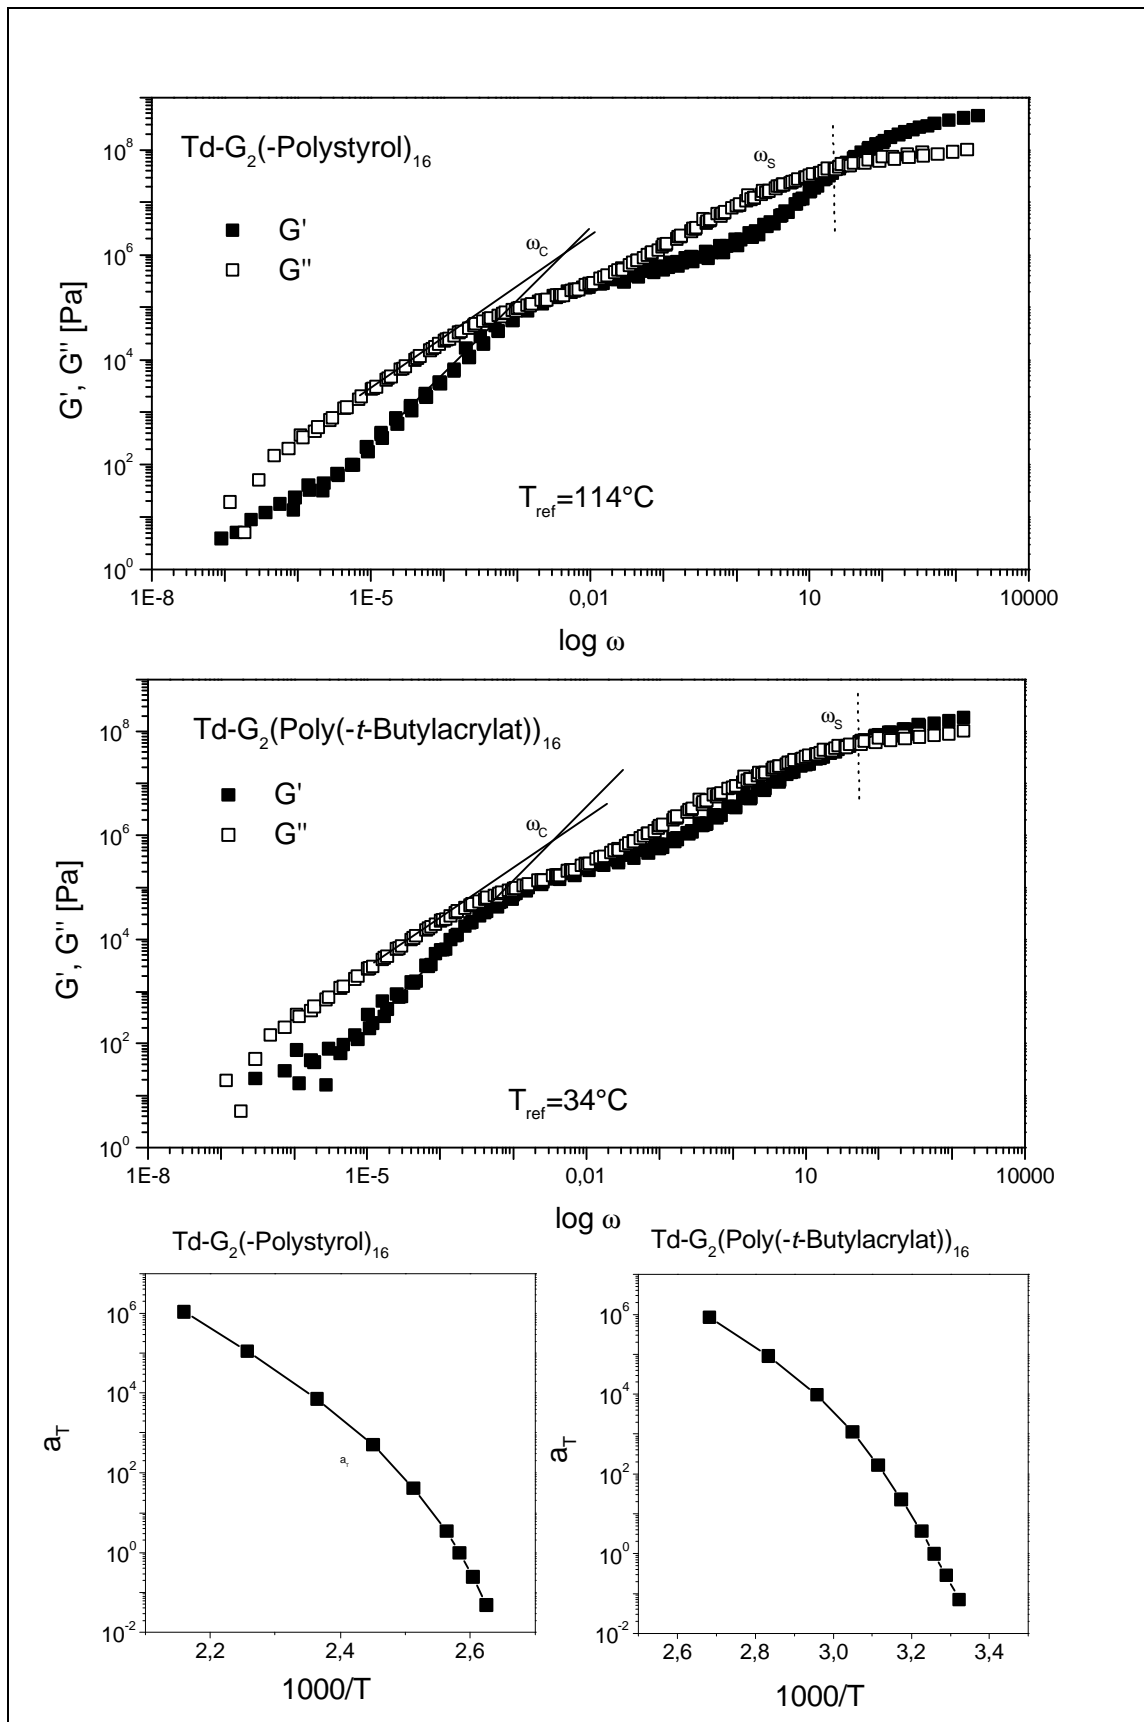 Td-G2(-Polystyrol)16
G'
G"
ωS
ωC
Tref=114°C
G', G" [Pa]
10^8
10^6
10^4
10^2
10^0
1E-8 1E-5 0,01 10 10000
log ω
Td-G2(Poly(-t-Butylacrylat))16
G'
G"
ωS
ωC
Tref=34°C
G', G" [Pa]
10^8
10^6
10^4
10^2
10^0
1E-8 1E-5 0,01 10 10000
log ω
Td-G2(-Polystyrol)16
aT
10^6
10^4
10^2
10^0
10^-2
aT
2,2 2,4 2,6
1000/T
Td-G2(Poly(-t-Butylacrylat))16
aT
10^6
10^4
10^2
10^0
10^-2
2,6 2,8 3,0 3,2 3,4
1000/T